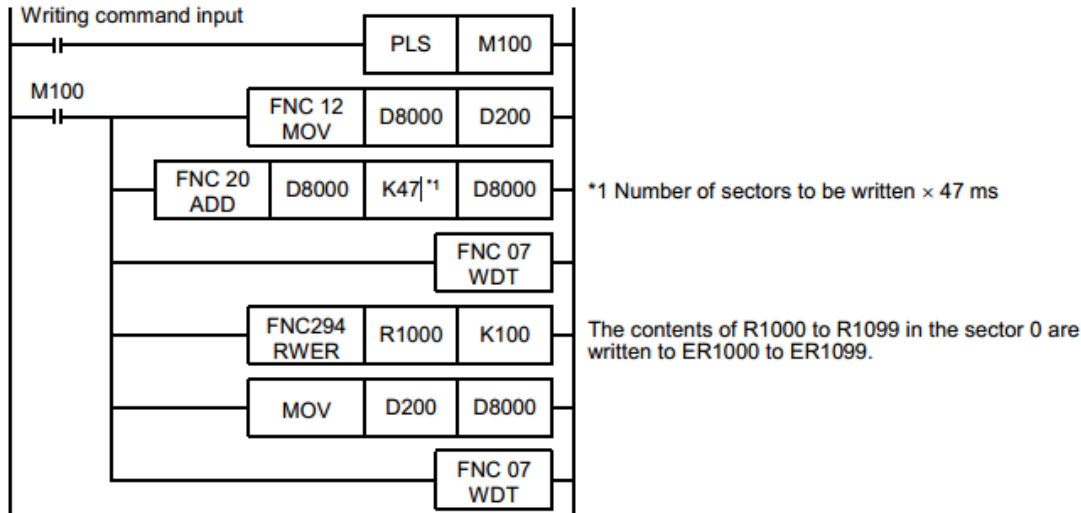 Writing command input
PLS M100
M100
FNC 12 MOV D8000 D200
FNC 20 ADD D8000 K47 *1 D8000
*1 Number of sectors to be written × 47 ms
FNC 07 WDT
FNC294 RWER R1000 K100
The contents of R1000 to R1099 in the sector 0 are
written to ER1000 to ER1099.
MOV D200 D8000
FNC 07 WDT